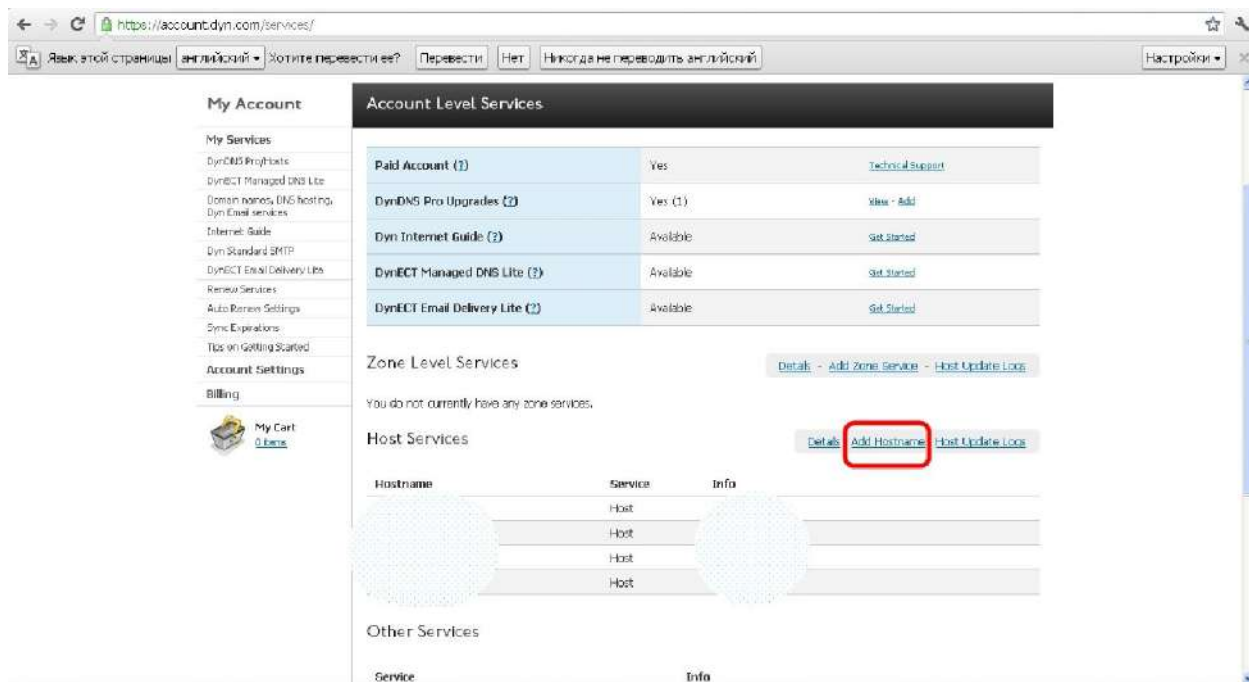 https://account.dyn.com/services/
Язык этой страницы английский Хотите перевести ее? Перевести Нет Никогда не переводить английский Настройки
My Account
My Services
DynDNS Pro/Hosts
DynECT Managed DNS Lite
Domain names, DNS hosting,
Dyn Email services
Internet Guide
Dyn Standard SMTP
DynECT Email Delivery Lite
Renew Services
Auto Renew Settings
Sync Expirations
Tips on Getting Started
Account Settings
Billing
My Cart
0 items
Account Level Services
Paid Account (?) Yes Technical Support
DynDNS Pro Upgrades (?) Yes (1) View - Add
Dyn Internet Guide (?) Available Get Started
DynECT Managed DNS Lite (?) Available Get Started
DynECT Email Delivery Lite (?) Available Get Started
Zone Level Services Details - Add Zone Service - Host Update Logs
You do not currently have any zone services.
Host Services Details Add Hostname Host Update Logs
Hostname Service Info
Host
Host
Host
Host
Other Services
Service Info